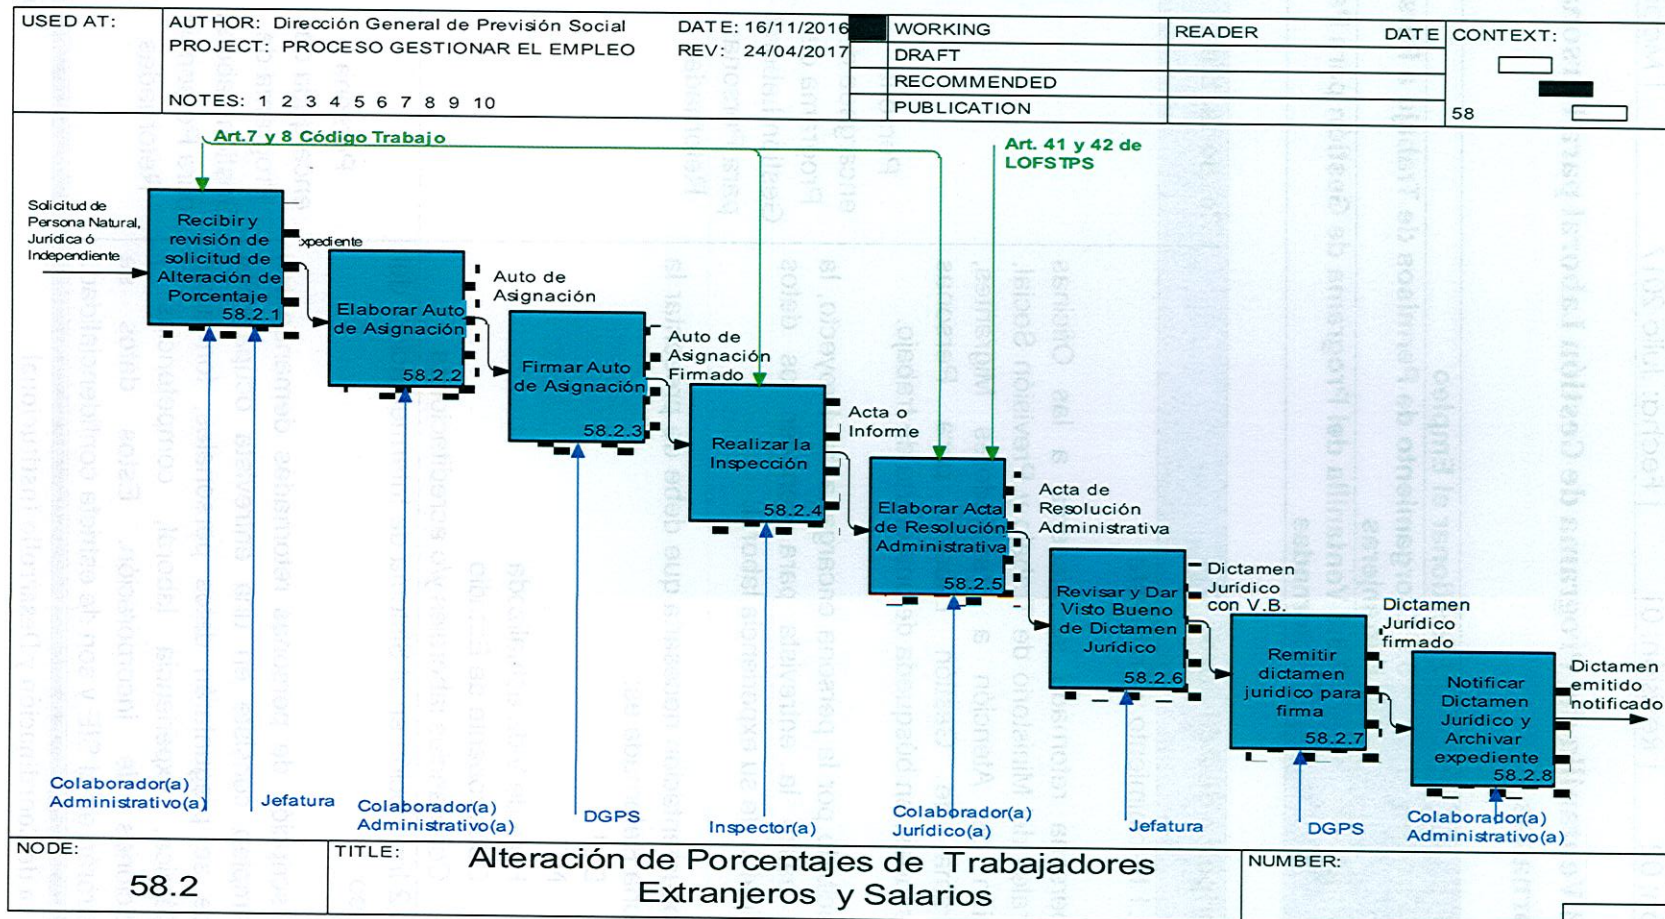 USED AT:
AUTHOR: Dirección General de Previsión Social
DATE: 16/11/2016
PROJECT: PROCESO GESTIONAR EL EMPLEO
REV: 24/04/2017
NOTES: 1 2 3 4 5 6 7 8 9 10
WORKING
DRAFT
RECOMMENDED
PUBLICATION
READER
DATE
CONTEXT:
58
Art.7 y 8 Código Trabajo
Art. 41 y 42 de
LOFSTPS
Solicitud de
Persona Natural,
Jurídica ó
Independiente
Recibir y
revisión de
solicitud de
Alteración de
Porcentaje
58.2.1
xpediente
Elaborar Auto
de Asignación
58.2.2
Auto de
Asignación
Firmar Auto
de Asignación
58.2.3
Auto de
Asignación
Firmado
Realizar la
Inspección
58.2.4
Acta o
Informe
Elaborar Acta
de Resolución
Administrativa
58.2.5
Acta de
Resolución
Administrativa
Revisar y Dar
Visto Bueno
de Dictamen
Jurídico
58.2.6
Dictamen
Jurídico
con V.B.
Remitir
dictamen
juridico para
firma
58.2.7
Dictamen
Jurídico
firmado
Notificar
Dictamen
Jurídico y
Archivar
expediente
58.2.8
Dictamen
emitido
notificado
Colaborador(a)
Administrativo(a)
Jefatura
Colaborador(a)
Administrativo(a)
DGPS
Inspector(a)
Colaborador(a)
Jurídico(a)
Jefatura
DGPS
Colaborador(a)
Administrativo(a)
NODE:
58.2
TITLE:
Alteración de Porcentajes de Trabajadores
Extranjeros y Salarios
NUMBER: